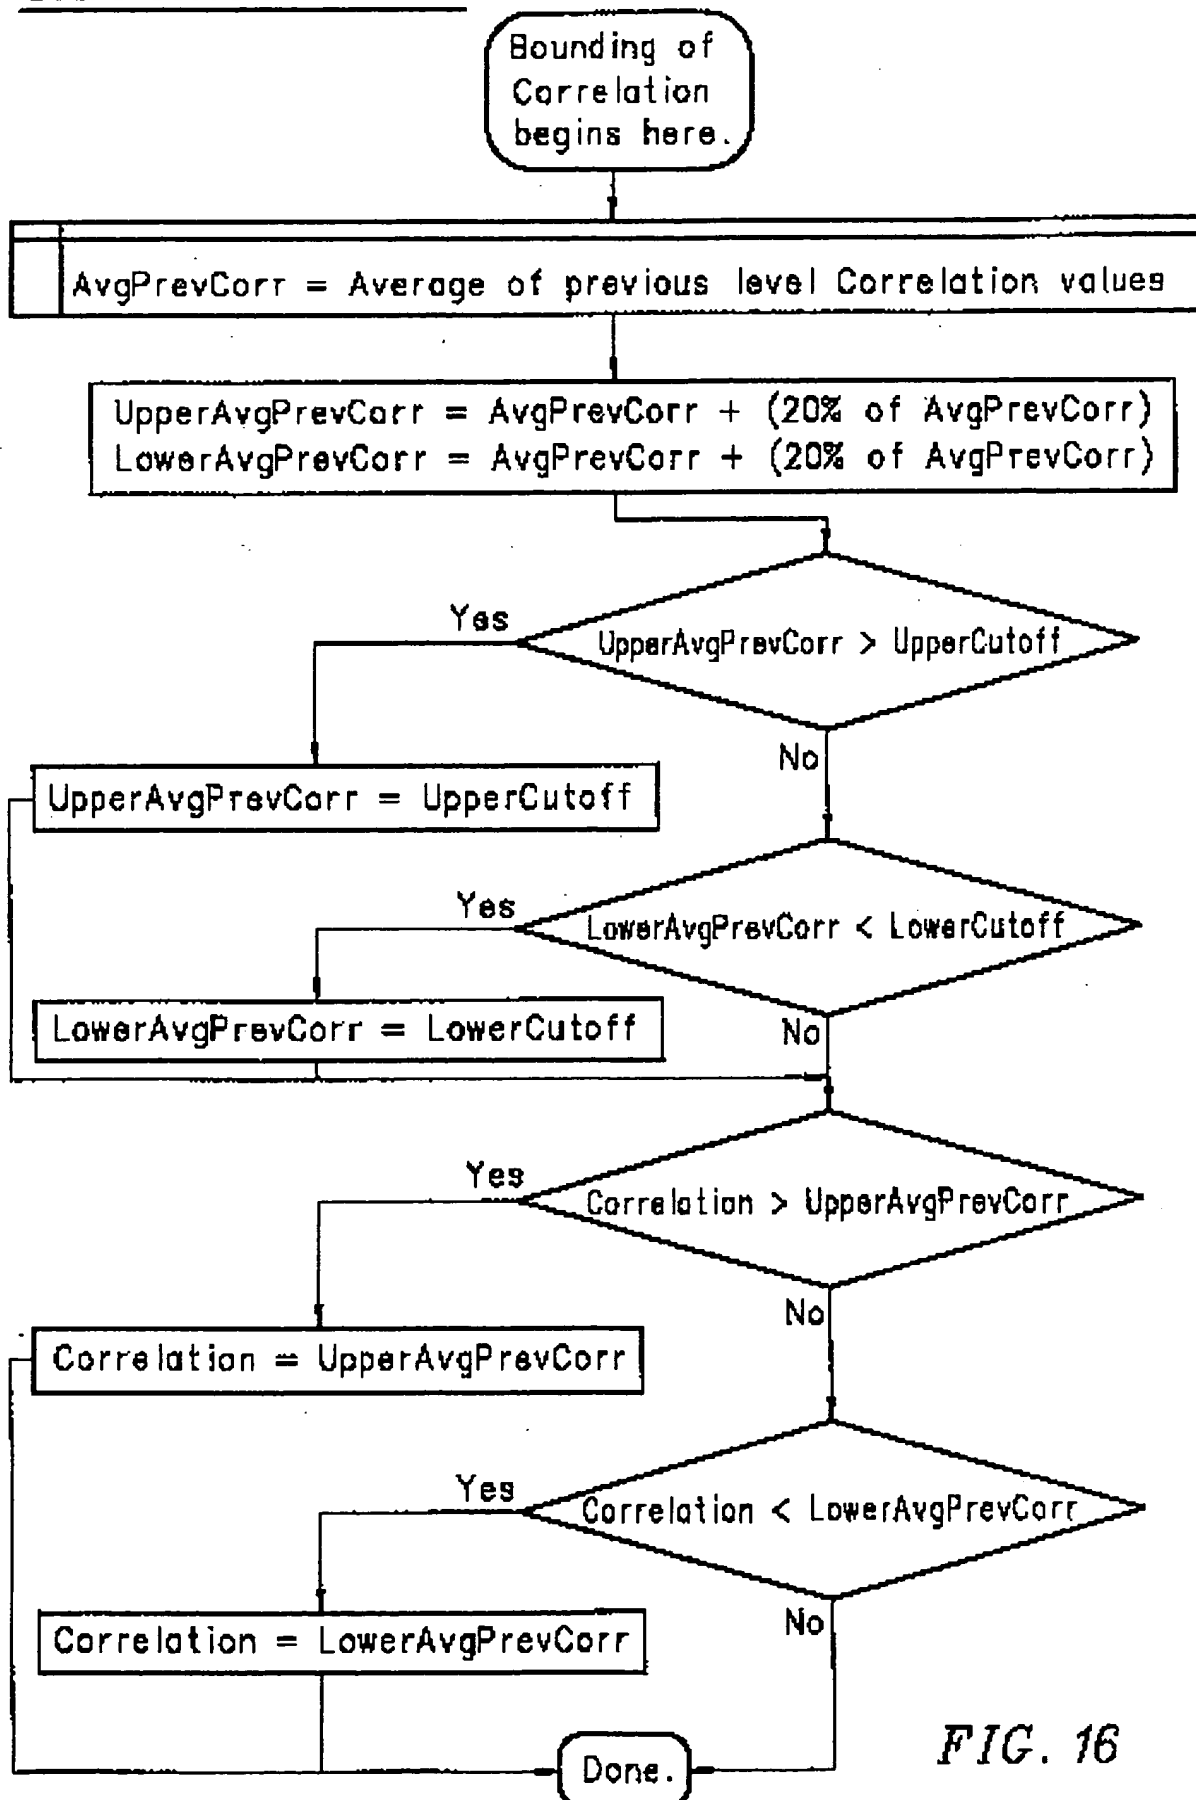 Bounding of
Correlation
begins here.
AvgPrevCorr = Average of previous level Correlation values
UpperAvgPrevCorr = AvgPrevCorr + (20% of AvgPrevCorr)
LowerAvgPrevCorr = AvgPrevCorr + (20% of AvgPrevCorr)
UpperAvgPrevCorr > UpperCutoff
Yes
No
UpperAvgPrevCorr = UpperCutoff
LowerAvgPrevCorr < LowerCutoff
Yes
No
LowerAvgPrevCorr = LowerCutoff
Correlation > UpperAvgPrevCorr
Yes
No
Correlation = UpperAvgPrevCorr
Correlation < LowerAvgPrevCorr
Yes
No
Correlation = LowerAvgPrevCorr
Done.
FIG. 16